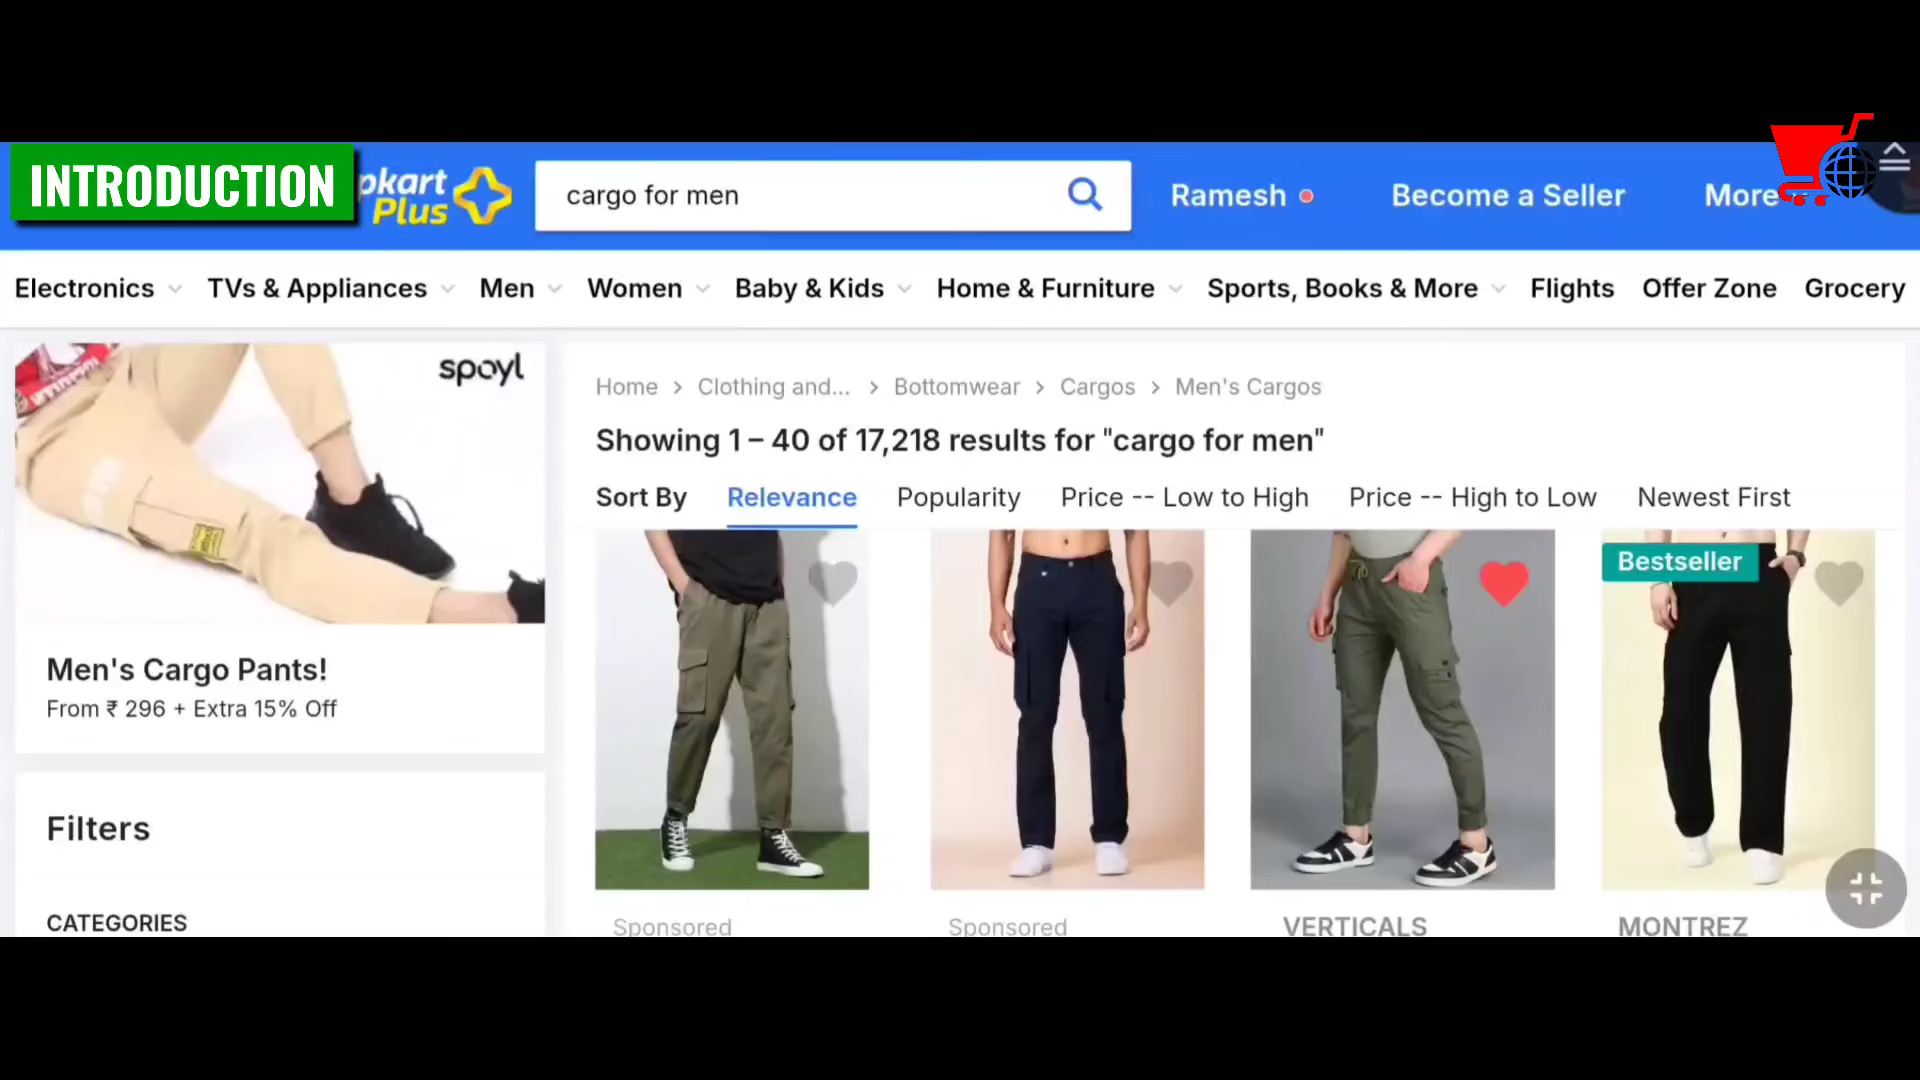 INTRODUCTION
pkart
Plus
cargo for men
Ramesh
Become a Seller
More
Electronics
TVs & Appliances
Men
Women
Baby & Kids
Home & Furniture
Sports, Books & More
Flights
Offer Zone
Grocery
spoyl
Men's Cargo Pants!
From ₹ 296 + Extra 15% Off
Filters
CATEGORIES
Home > Clothing and... > Bottomwear > Cargos > Men's Cargos
Showing 1 – 40 of 17,218 results for "cargo for men"
Sort By
Relevance
Popularity
Price -- Low to High
Price -- High to Low
Newest First
Bestseller
Sponsored
Sponsored
VERTICALS
MONTREZ